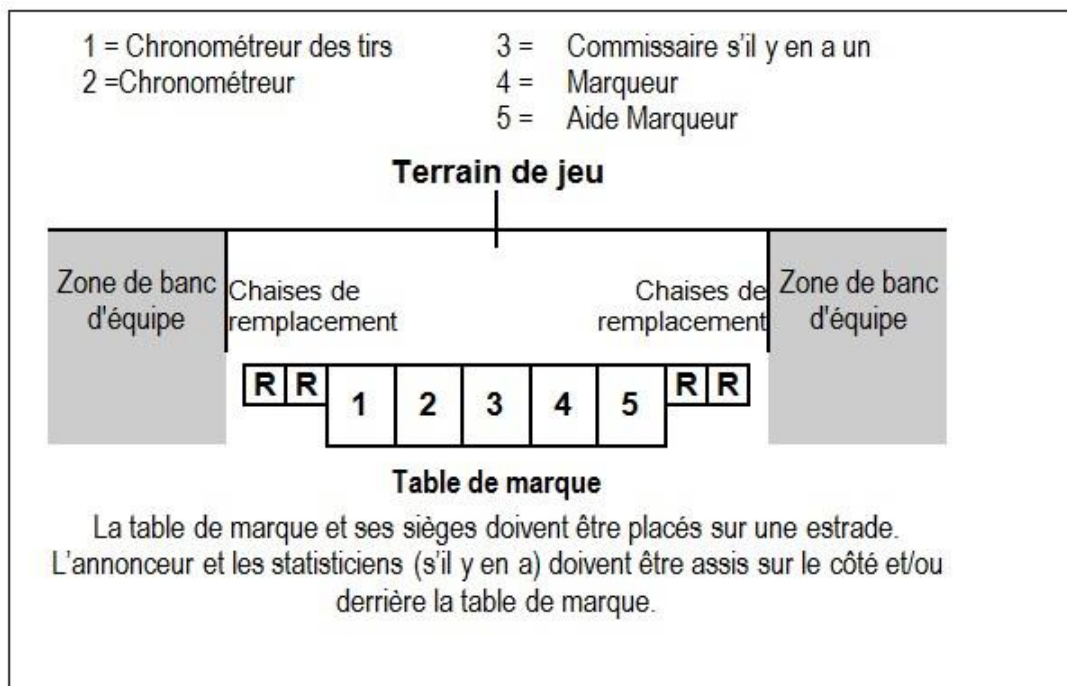 1 = Chronométreur des tirs
2 =Chronométreur
3 = Commissaire s'il y en a un
4 = Marqueur
5 = Aide Marqueur
Terrain de jeu
Zone de banc
d'équipe
Chaises de
remplacement
Chaises de
remplacement
Zone de banc
d'équipe
R R 1 2 3 4 5 R R
Table de marque
La table de marque et ses sièges doivent être placés sur une estrade.
L'annonceur et les statisticiens (s'il y en a) doivent être assis sur le côté et/ou
derrière la table de marque.